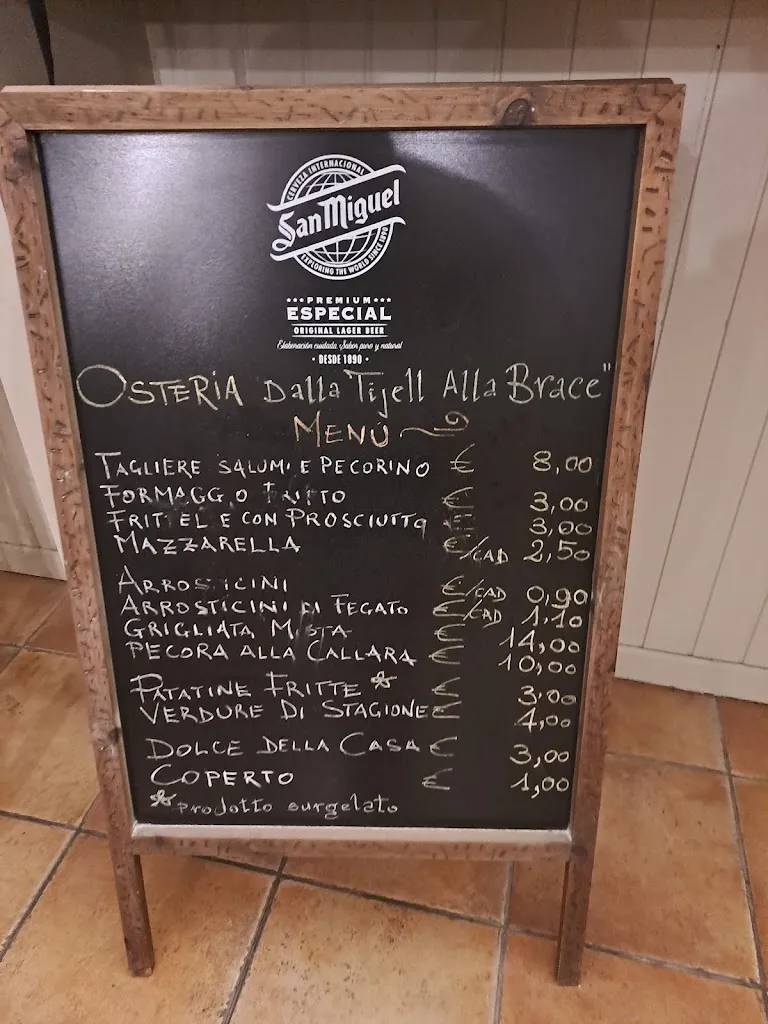 CERVEZA INTERNACIONAL
San Miguel
EXPLORING THE WORLD SINCE 1890
PREMIUM
ESPECIAL
ORIGINAL LAGER BEER
Elaboración cuidada. Sabor puro y natural
· DESDE 1890 ·
OSTERIA Dalla Tijell Alla Brace"
MENU
TAGLIERE SALUMI E PECORINO € 8,00
FORMAGGIO FRITTO € 3,00
FRITTELLE CON PROSCIUTTO € 3,00
MAZZARELLA €/CAD 2,50
ARROSTICINI €/CAD 0,90
ARROSTICINI DI FEGATO €/CAD 1,10
GRIGLIATA MISTA € 14,00
PECORA ALLA CALLARA € 10,00
PATATINE FRITTE * € 3,00
VERDURE DI STAGIONE € 4,00
DOLCE DELLA CASA € 3,00
COPERTO € 1,00
* prodotto surgelato